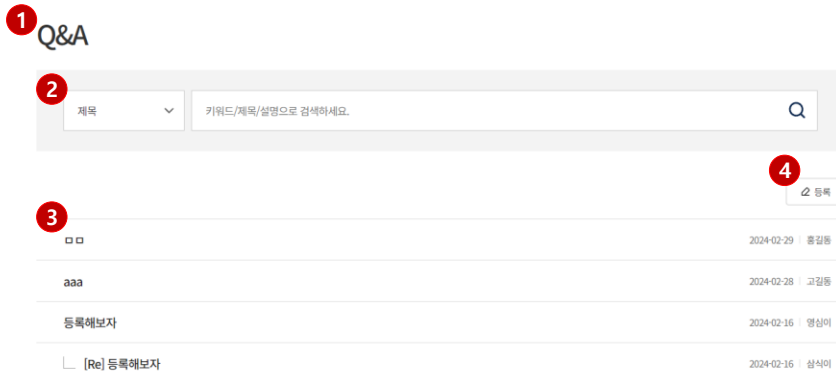 1
Q&A
2
제목
키워드/제목/설명으로 검색하세요.
4
등록
3
ㅁㅁ 2024-02-29 홍길동
aaa 2024-02-28 고길동
등록해보자 2024-02-16 영심이
[Re] 등록해보자 2024-02-16 삼식이